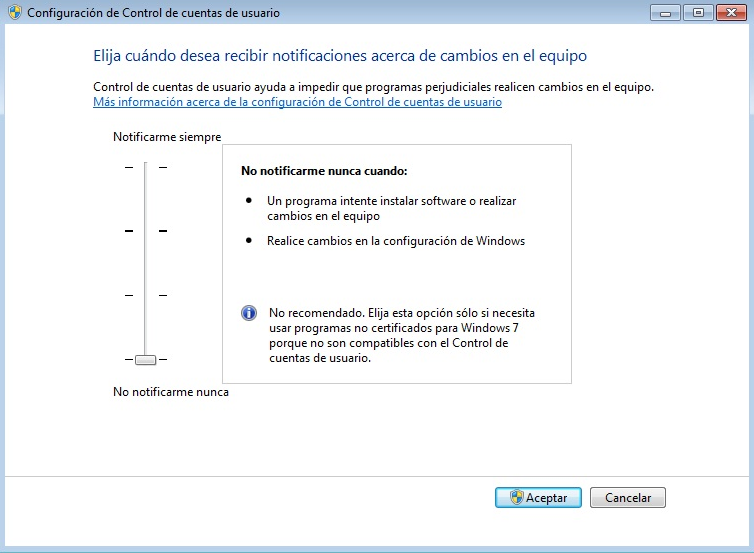 Configuración de Control de cuentas de usuario
Elija cuándo desea recibir notificaciones acerca de cambios en el equipo
Control de cuentas de usuario ayuda a impedir que programas perjudiciales realicen cambios en el equipo.
Más información acerca de la configuración de Control de cuentas de usuario
Notificarme siempre
No notificarme nunca cuando:
Un programa intente instalar software o realizar
cambios en el equipo
Realice cambios en la configuración de Windows
No recomendado. Elija esta opción sólo si necesita
usar programas no certificados para Windows 7
porque no son compatibles con el Control de
cuentas de usuario.
No notificarme nunca
Aceptar
Cancelar